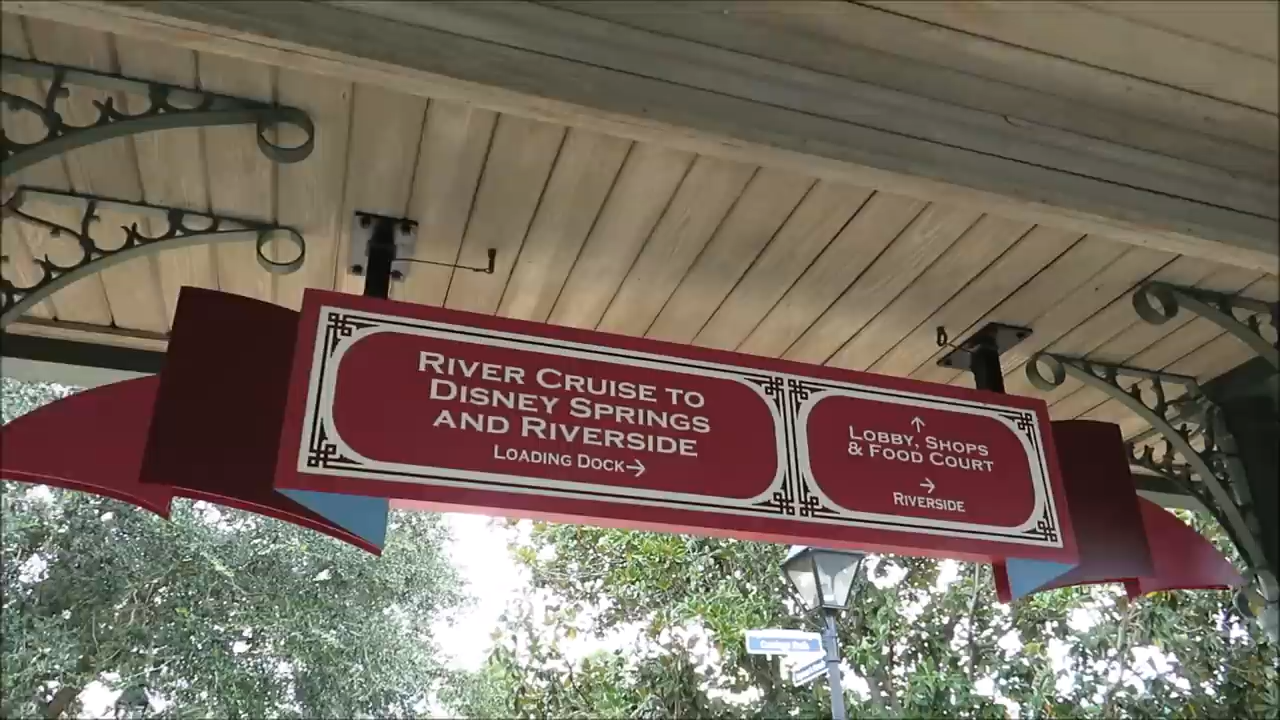 RIVER CRUISE TO
DISNEY SPRINGS
AND RIVERSIDE
LOADING DOCK→
↑
LOBBY, SHOPS
& FOOD COURT
→
RIVERSIDE